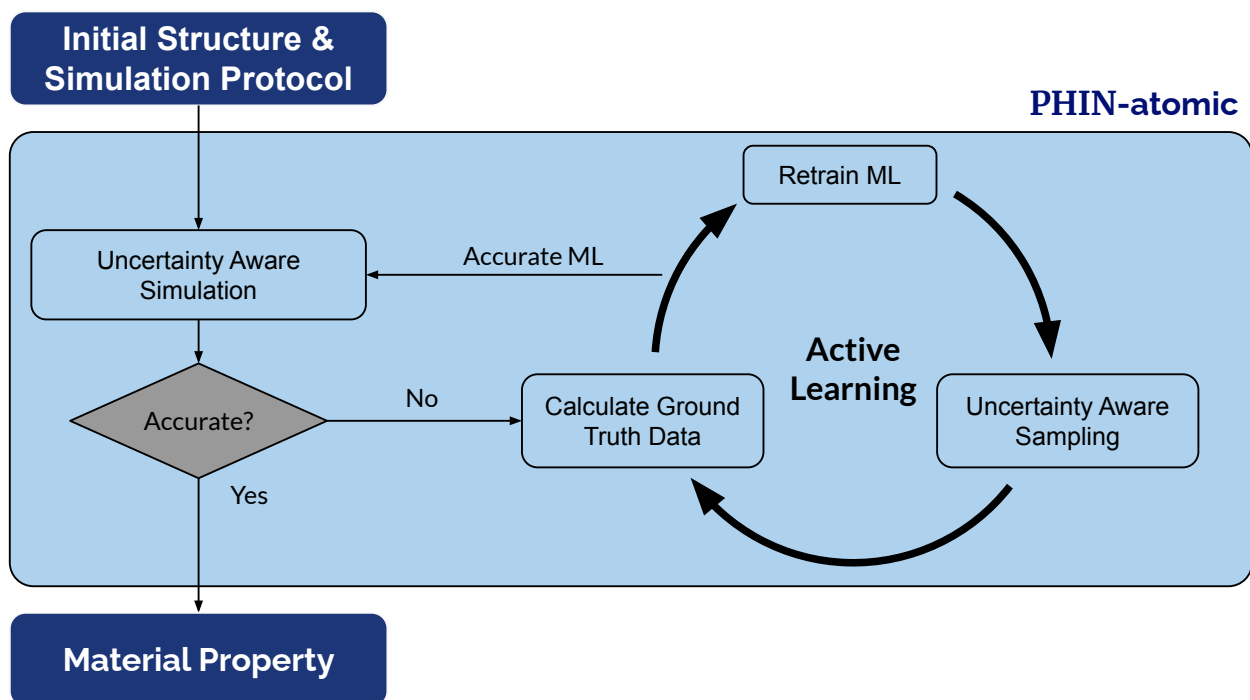 Initial Structure &
Simulation Protocol
PHIN-atomic
Retrain ML
Uncertainty Aware
Simulation
Accurate ML
Active
Learning
Accurate?
No
Calculate Ground
Truth Data
Uncertainty Aware
Sampling
Yes
Material Property